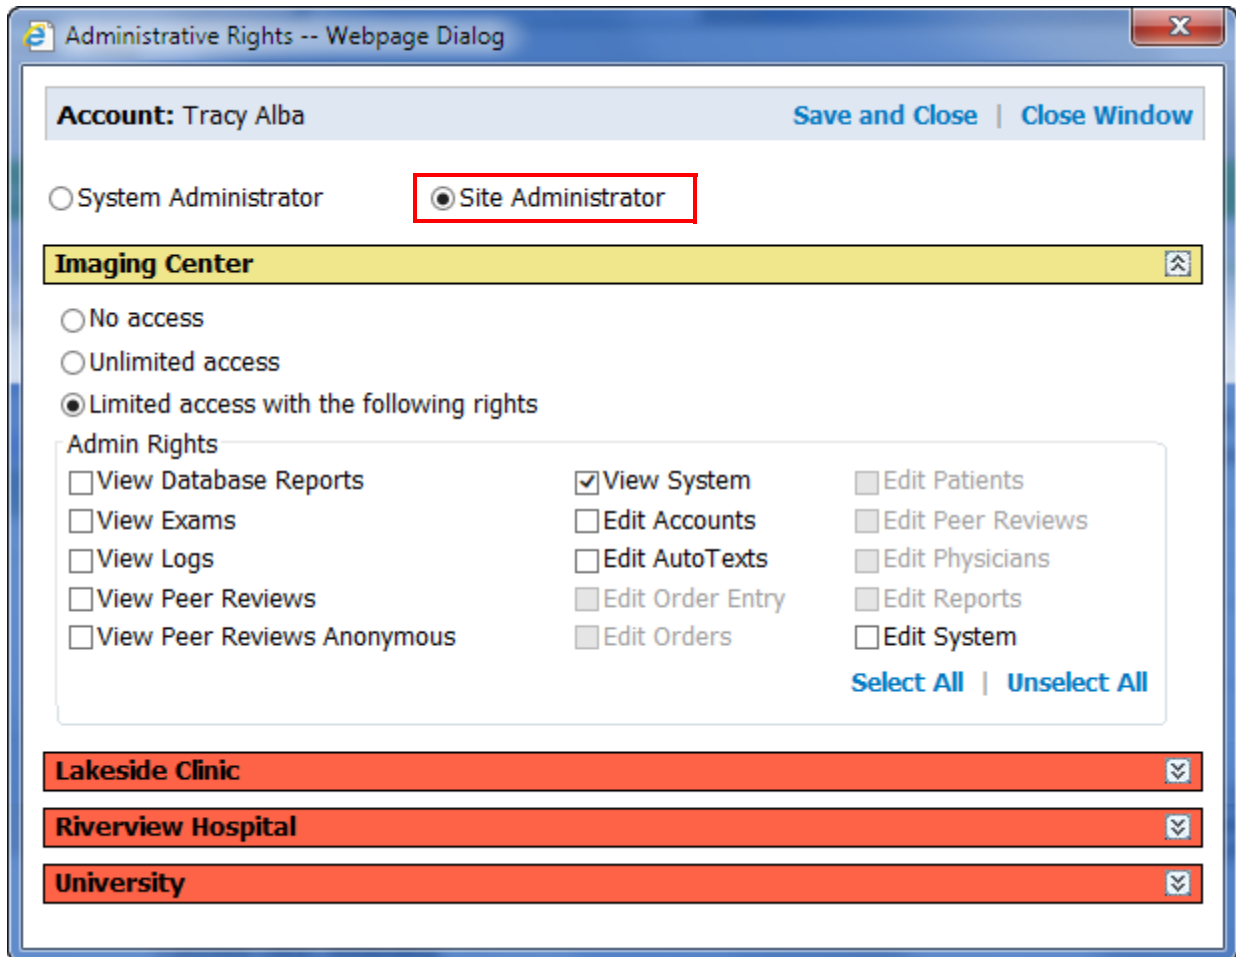 Administrative Rights -- Webpage Dialog
Account: Tracy Alba Save and Close | Close Window
System Administrator Site Administrator
Imaging Center
No access
Unlimited access
Limited access with the following rights
Admin Rights
View Database Reports View System Edit Patients
View Exams Edit Accounts Edit Peer Reviews
View Logs Edit AutoTexts Edit Physicians
View Peer Reviews Edit Order Entry Edit Reports
View Peer Reviews Anonymous Edit Orders Edit System
Select All | Unselect All
Lakeside Clinic
Riverview Hospital
University